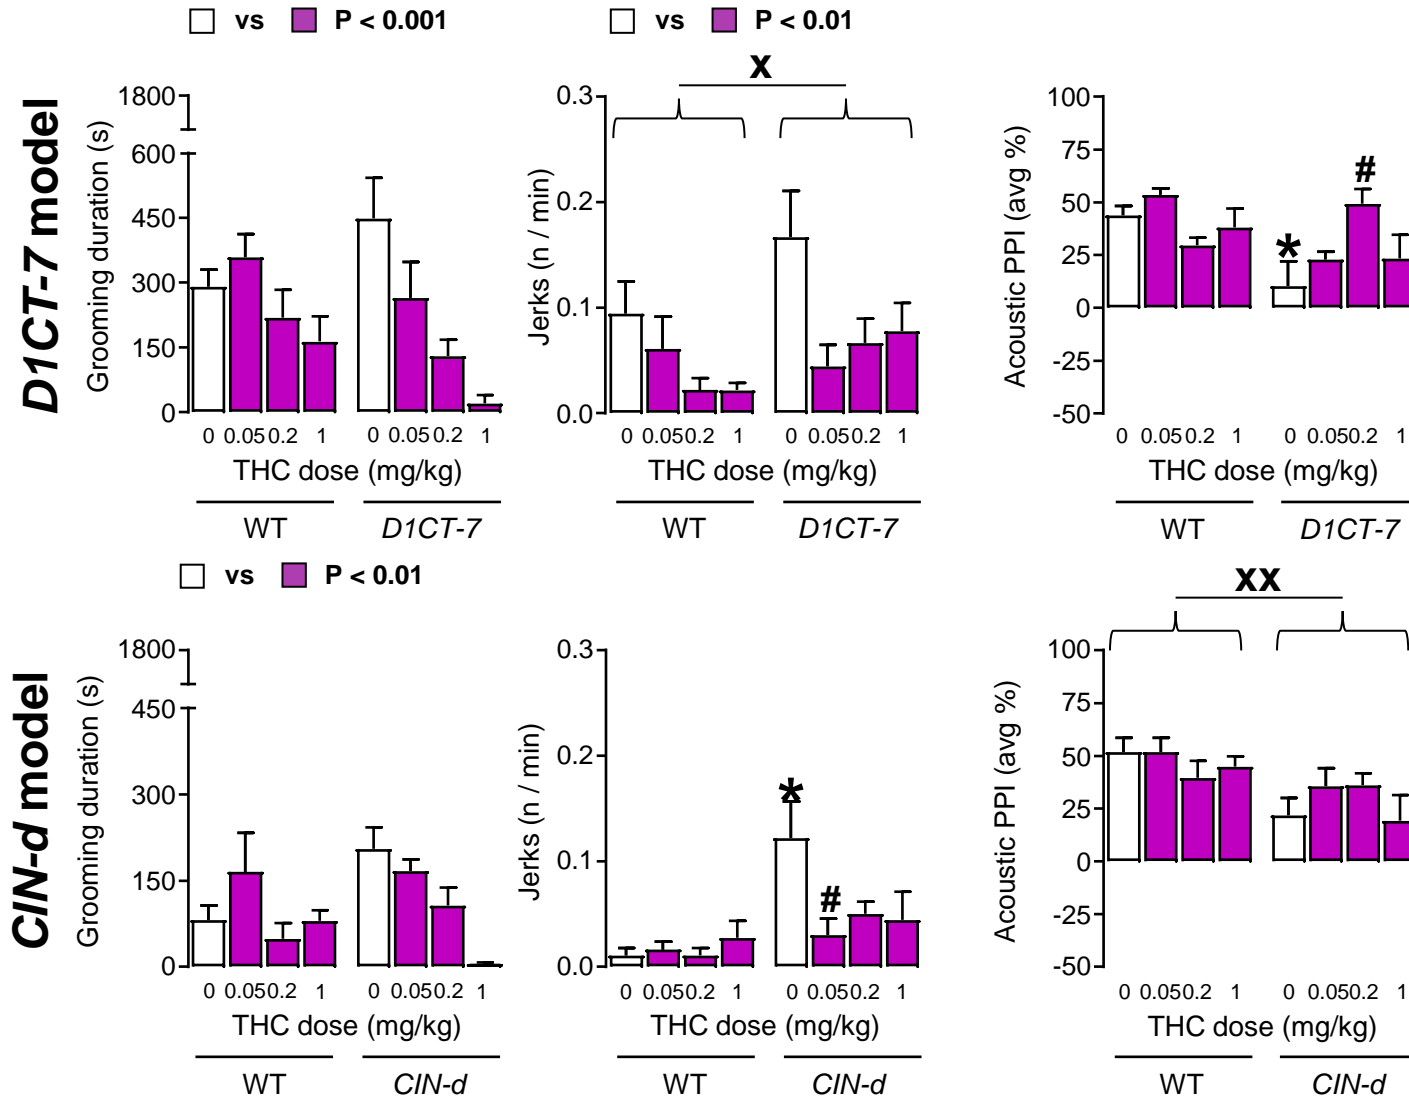 vs P < 0.001
vs P < 0.01
D1CT-7 model
Grooming duration (s)
1800
600
450
300
150
0
0 0.05 0.2 1 0 0.05 0.2 1
THC dose (mg/kg)
WT D1CT-7
Jerks (n / min)
x
0.3
0.2
0.1
0.0
0 0.05 0.2 1 0 0.05 0.2 1
THC dose (mg/kg)
WT D1CT-7
Acoustic PPI (avg %)
100
75
50
25
0
-25
-50
* #
0 0.05 0.2 1 0 0.05 0.2 1
THC dose (mg/kg)
WT D1CT-7
vs P < 0.01
CIN-d model
Grooming duration (s)
1800
450
300
150
0
0 0.05 0.2 1 0 0.05 0.2 1
THC dose (mg/kg)
WT CIN-d
Jerks (n / min)
0.3
0.2
0.1
0.0
* #
0 0.05 0.2 1 0 0.05 0.2 1
THC dose (mg/kg)
WT CIN-d
Acoustic PPI (avg %)
xx
100
75
50
25
0
-25
-50
0 0.05 0.2 1 0 0.05 0.2 1
THC dose (mg/kg)
WT CIN-d